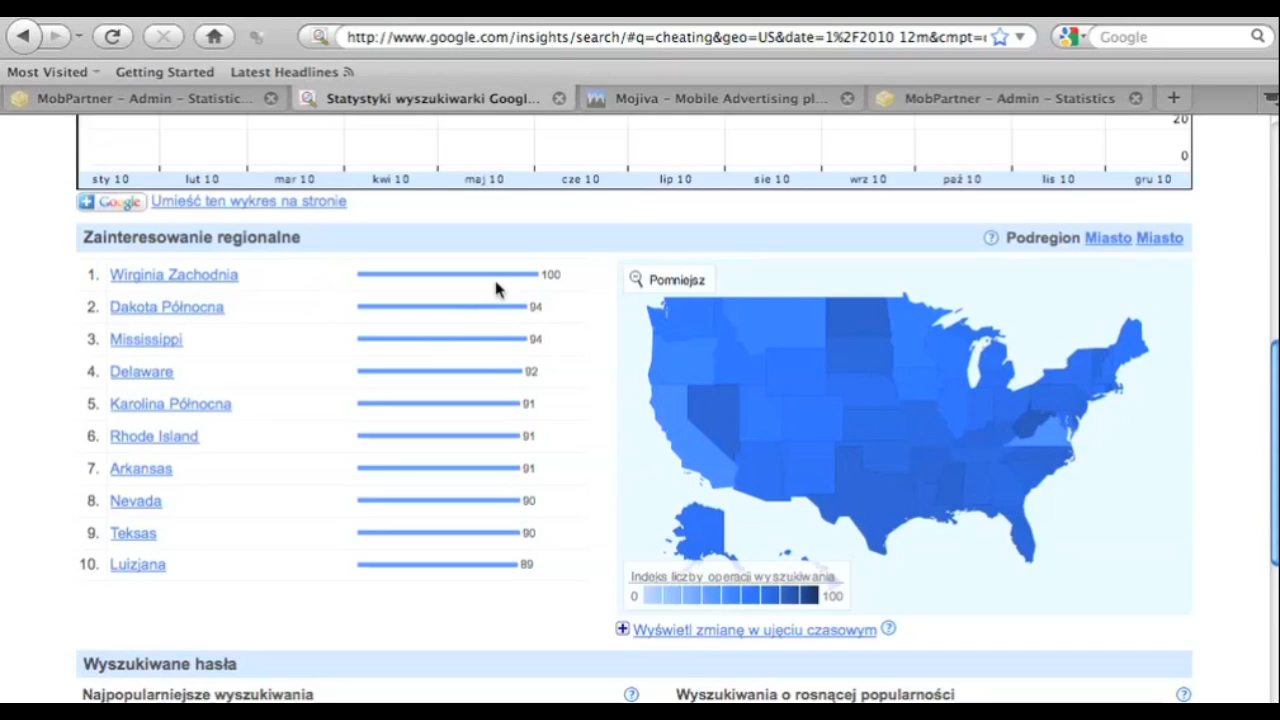 http://www.google.com/insights/search/#q=cheating&geo=US&date=1%2F2010 12m&cmpt=
Google
Most Visited
Getting Started
Latest Headlines
MobPartner – Admin – Statistic...
Statystyki wyszukiwarki Googl...
Mojiva – Mobile Advertising pl...
MobPartner – Admin – Statistics
20
0
sty 10 lut 10 mar 10 kwi 10 maj 10 cze 10 lip 10 sie 10 wrz 10 paź 10 lis 10 gru 10
Google Umieść ten wykres na stronie
Zainteresowanie regionalne
Podregion Miasto Miasto
1. Wirginia Zachodnia 100
2. Dakota Północna 94
3. Mississippi 94
4. Delaware 92
5. Karolina Północna 91
6. Rhode Island 91
7. Arkansas 91
8. Nevada 90
9. Teksas 90
10. Luizjana 89
Pomniejsz
Indeks liczby operacji wyszukiwania
0 100
Wyświetl zmianę w ujęciu czasowym
Wyszukiwane hasła
Najpopularniejsze wyszukiwania
Wyszukiwania o rosnącej popularności